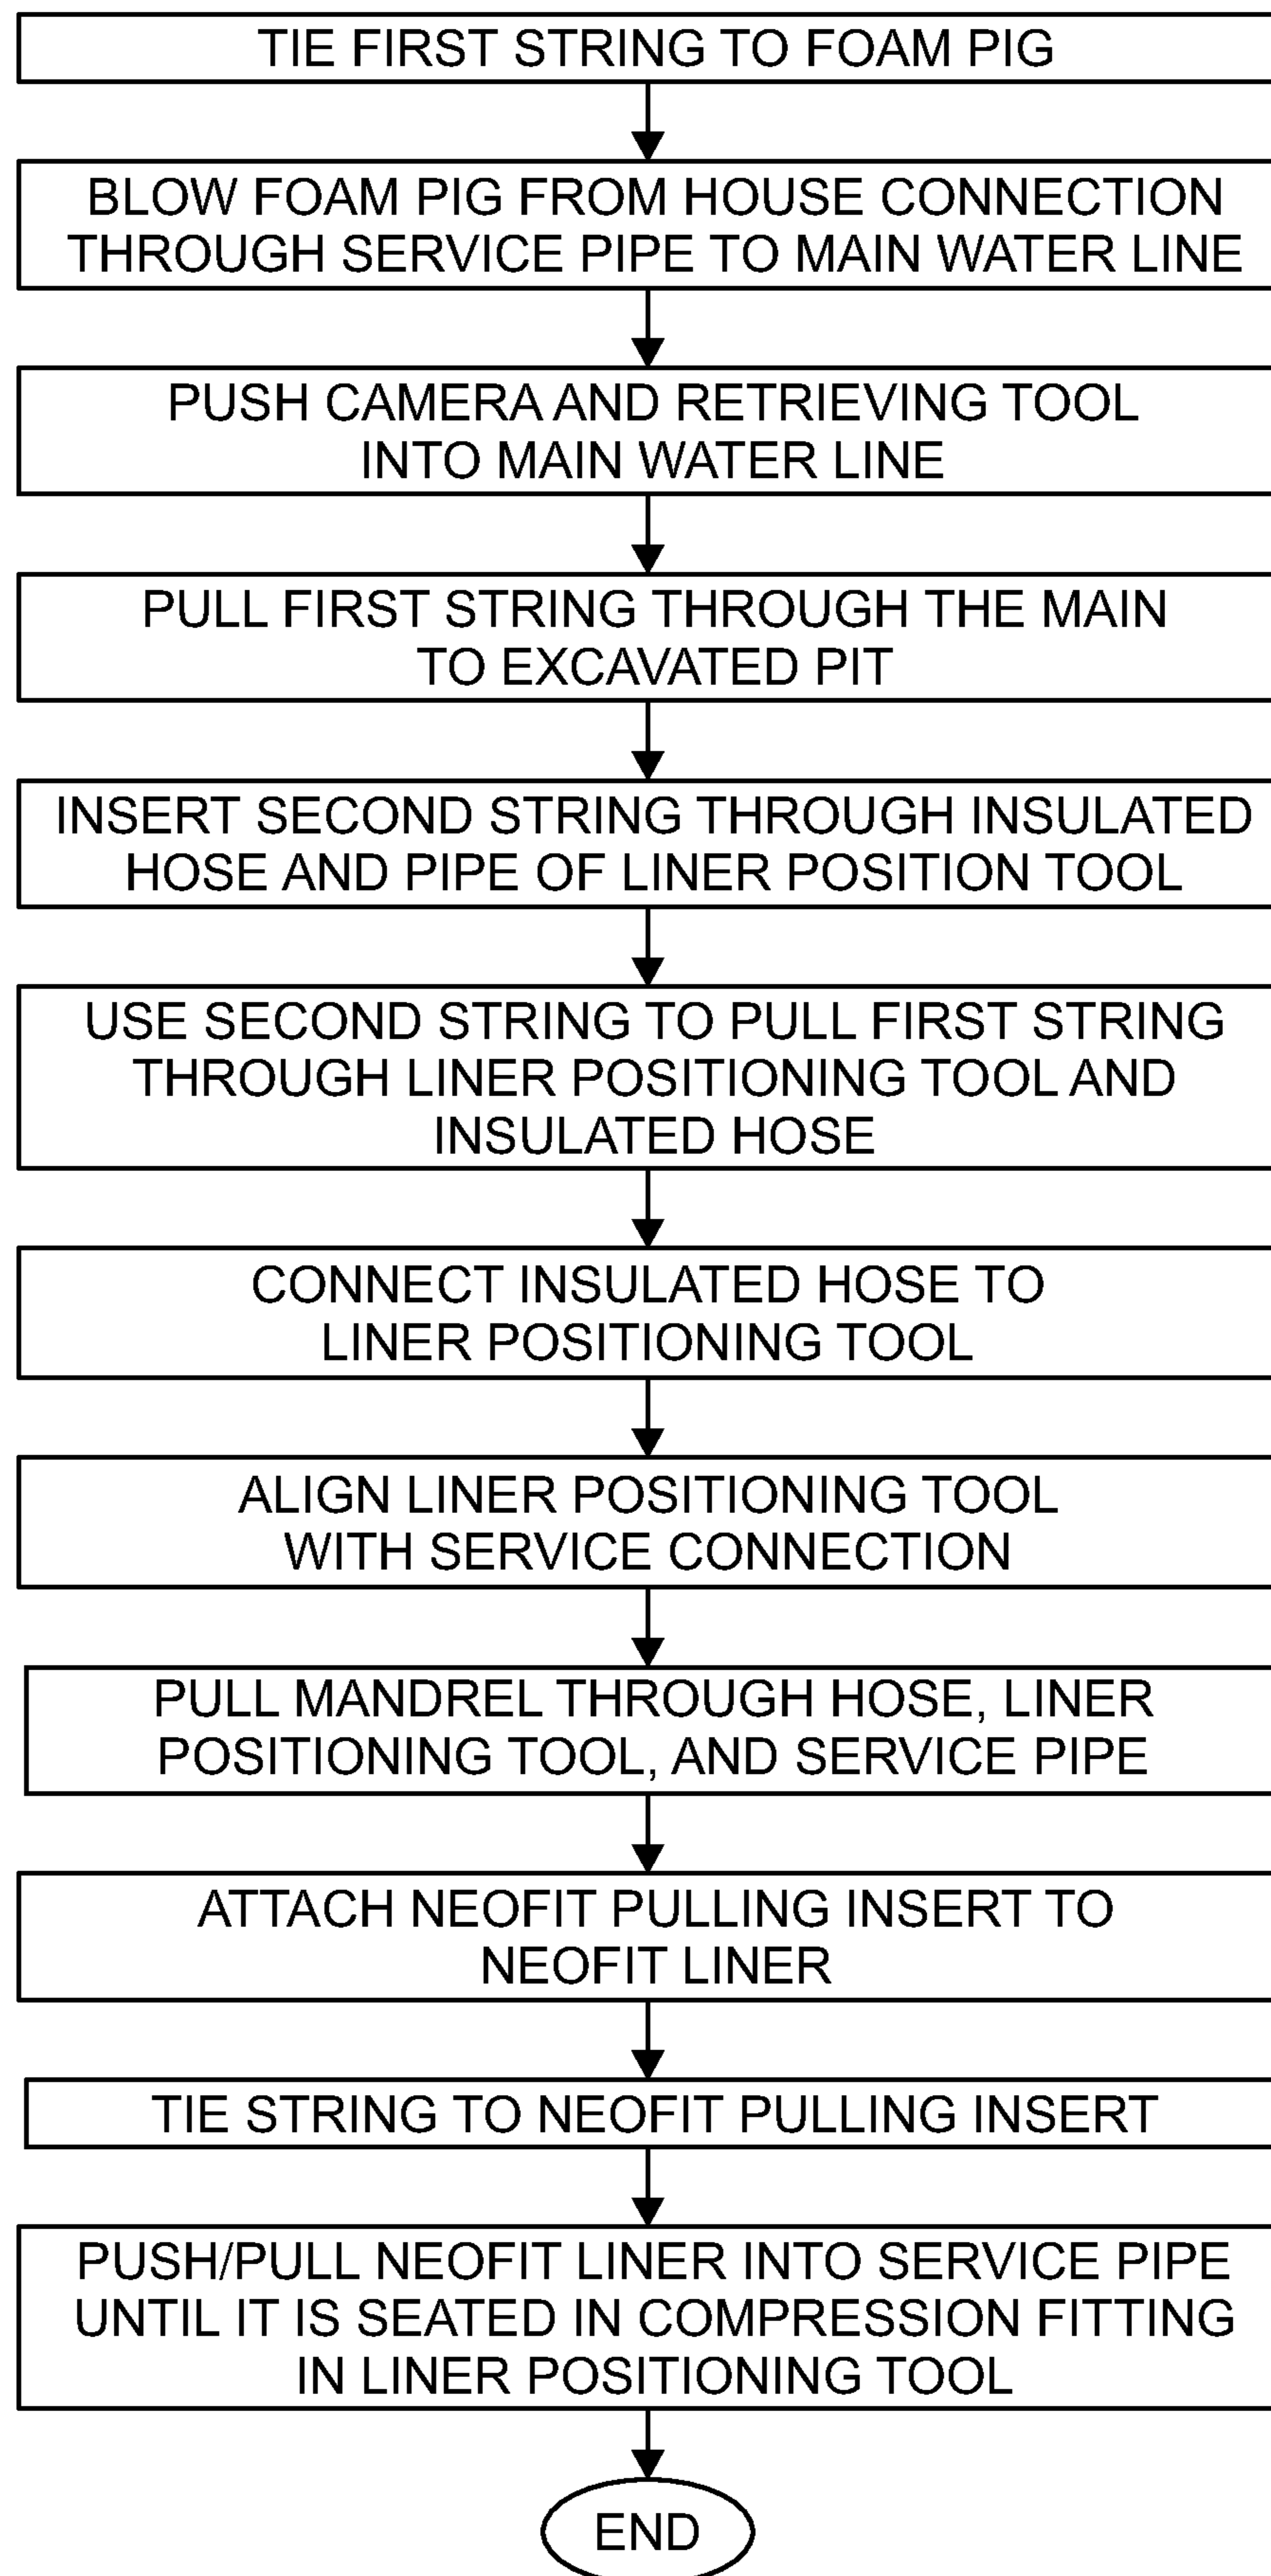 TIE FIRST STRING TO FOAM PIG
BLOW FOAM PIG FROM HOUSE CONNECTION
THROUGH SERVICE PIPE TO MAIN WATER LINE
PUSH CAMERA AND RETRIEVING TOOL
INTO MAIN WATER LINE
PULL FIRST STRING THROUGH THE MAIN
TO EXCAVATED PIT
INSERT SECOND STRING THROUGH INSULATED
HOSE AND PIPE OF LINER POSITION TOOL
USE SECOND STRING TO PULL FIRST STRING
THROUGH LINER POSITIONING TOOL AND
INSULATED HOSE
CONNECT INSULATED HOSE TO
LINER POSITIONING TOOL
ALIGN LINER POSITIONING TOOL
WITH SERVICE CONNECTION
PULL MANDREL THROUGH HOSE, LINER
POSITIONING TOOL, AND SERVICE PIPE
ATTACH NEOFIT PULLING INSERT TO
NEOFIT LINER
TIE STRING TO NEOFIT PULLING INSERT
PUSH/PULL NEOFIT LINER INTO SERVICE PIPE
UNTIL IT IS SEATED IN COMPRESSION FITTING
IN LINER POSITIONING TOOL
END